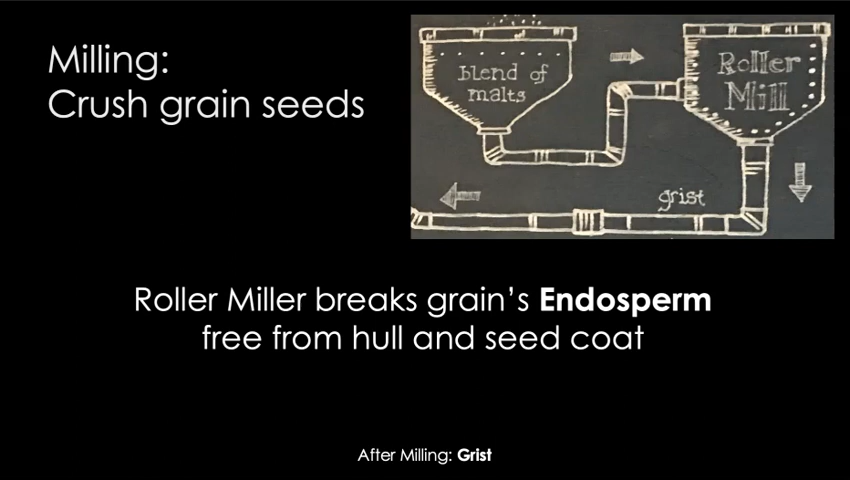 Milling:
Crush grain seeds
blend of
malts
Roller
Mill
grist
Roller Miller breaks grain’s Endosperm
free from hull and seed coat
After Milling: Grist